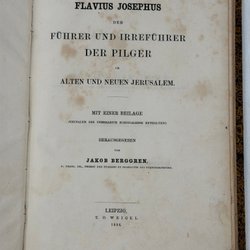 FLAVIUS JOSEPHUS
DER
FÜHRER UND IRREFÜHRER
DER PILGER
IM
ALTEN UND NEUEN JERUSALEM.
MIT EINER BEILAGE
HERAUSGEGEBEN
VON
JAKOB BERGGREN,
LEIPZIG,
T. O. WEIGEL.